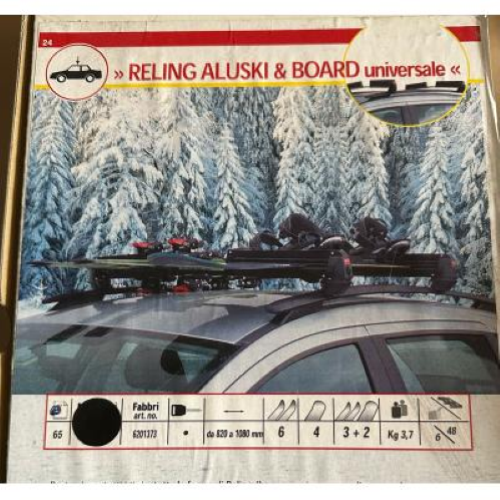 24
» RELING ALUSKI & BOARD universale «
Fabbri
art. no.
65 6201373 da 820 a 1080 mm 6 4 3 + 2 Kg 3,7 6 / 48